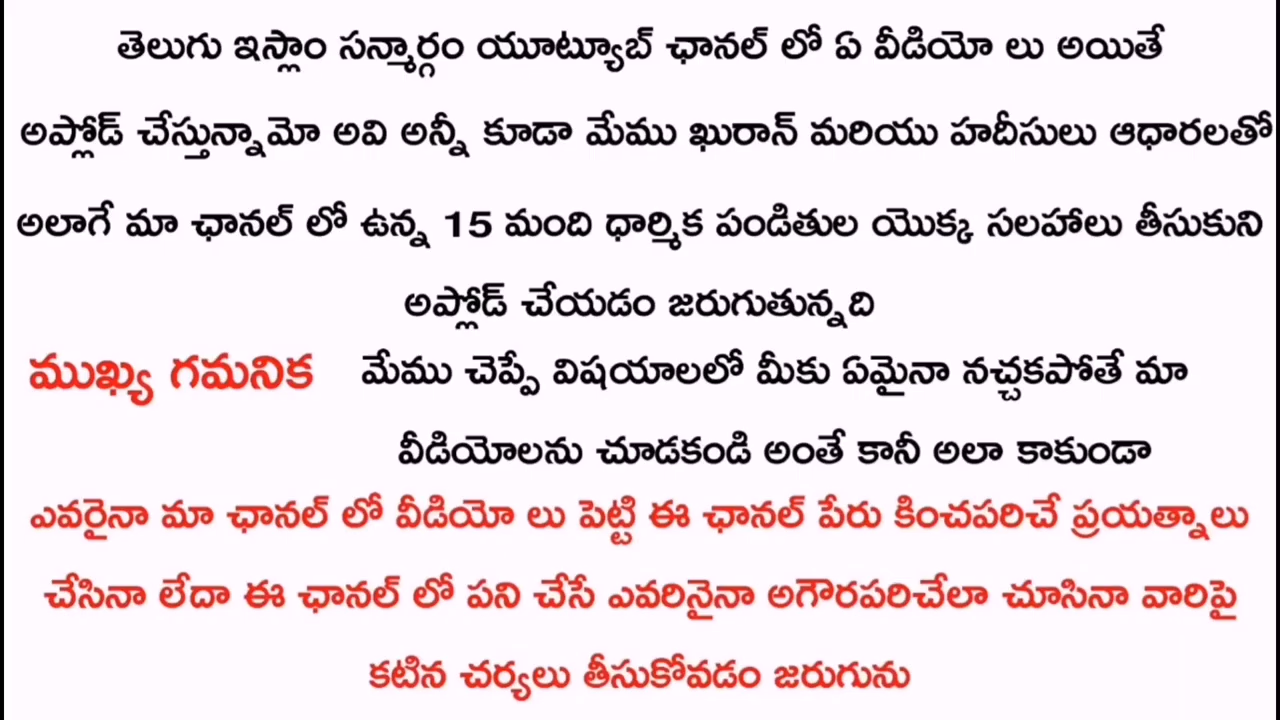 తెలుగు ఇస్లాం సన్మార్గం యూట్యూబ్ ఛానల్ లో ఏ వీడియో లు అయితే
అప్లోడ్ చేస్తున్నామో అవి అన్నీ కూడా మేము ఖురాన్ మరియు హదీసులు ఆధారలతో
అలాగే మా ఛానల్ లో ఉన్న 15 మంది ధార్మిక పండితుల యొక్క సలహాలు తీసుకుని
అప్లోడ్ చేయడం జరుగుతున్నది
ముఖ్య గమనిక మేము చెప్పే విషయాలలో మీకు ఏమైనా నచ్చకపోతే మా
వీడియోలను చూడకండి అంతే కానీ అలా కాకుండా
ఎవరైనా మా ఛానల్ లో వీడియో లు పెట్టి ఈ ఛానల్ పేరు కించపరిచే ప్రయత్నాలు
చేసినా లేదా ఈ ఛానల్ లో పని చేసే ఎవరినైనా అగౌరపరిచేలా చూసినా వారిపై
కటిన చర్యలు తీసుకోవడం జరుగును